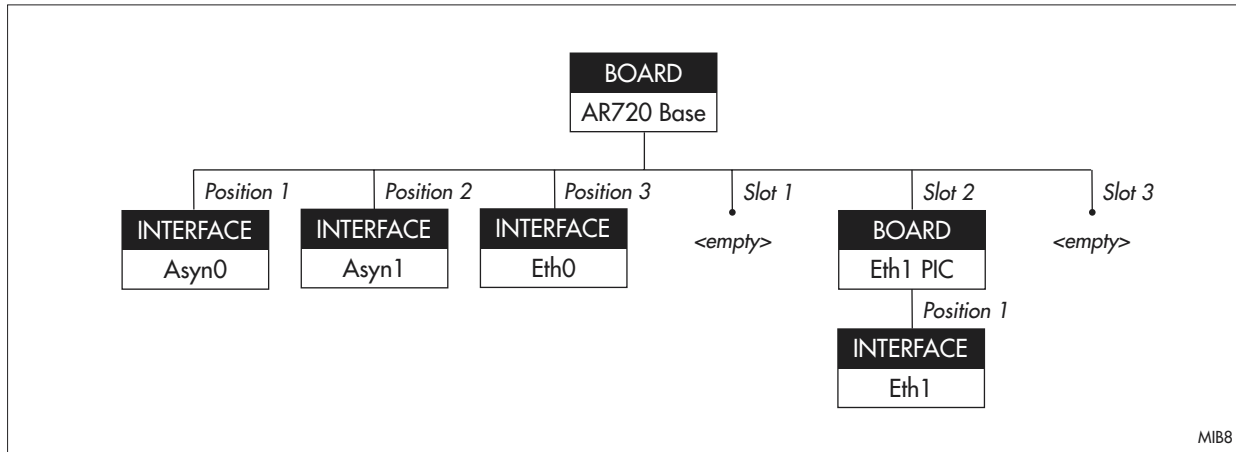 BOARD
AR720 Base
Position 1
Position 2
Position 3
Slot 1
Slot 2
Slot 3
INTERFACE
Asyn0
INTERFACE
Asyn1
INTERFACE
Eth0
<empty>
BOARD
Eth1 PIC
<empty>
Position 1
INTERFACE
Eth1
MIB8